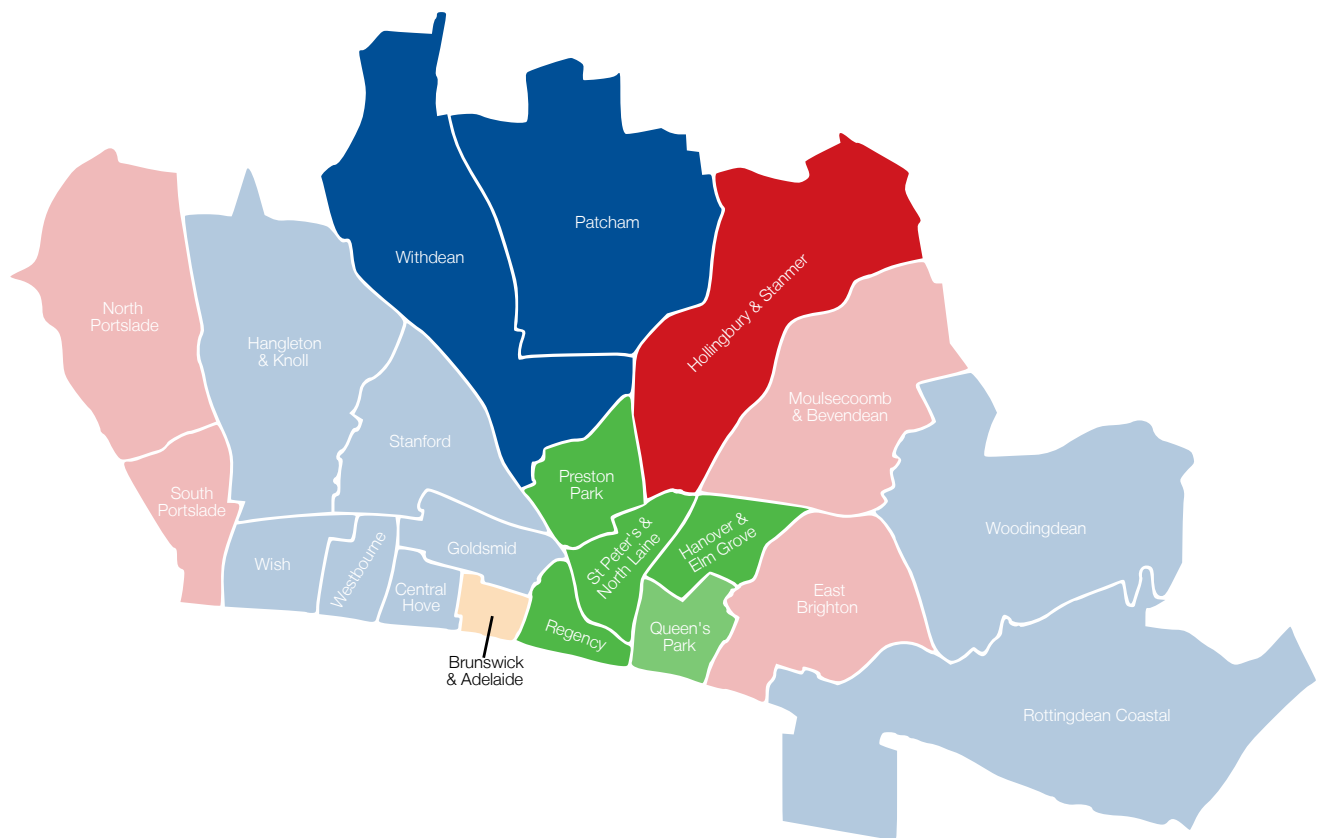 Patcham
Withdean
Hollingbury & Stanmer
North
Portslade
Hangleton
& Knoll
Moulsecoomb
& Bevendean
Stanford
Preston
Park
South
Portslade
Woodingdean
Goldsmid
St Peter's &
North Laine
Hanover &
Elm Grove
Wish
Westbourne
Central
Hove
East
Brighton
Regency
Queen's
Park
Brunswick
& Adelaide
Rottingdean Coastal